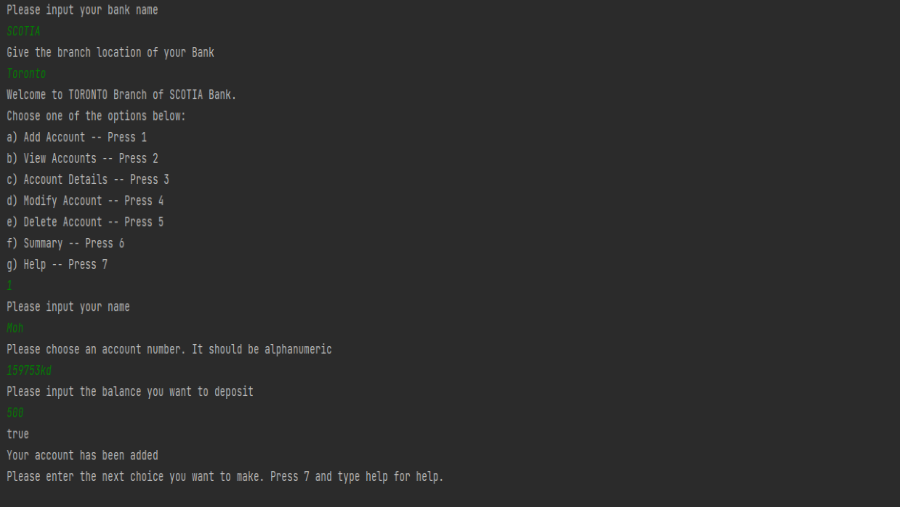 Please input your bank name
SCOTIA
Give the branch location of your Bank
Toronto
Welcome to TORONTO Branch of SCOTIA Bank.
Choose one of the options below:
a) Add Account -- Press 1
b) View Accounts -- Press 2
c) Account Details -- Press 3
d) Modify Account -- Press 4
e) Delete Account -- Press 5
f) Summary -- Press 6
g) Help -- Press 7
1
Please input your name
Moh
Please choose an account number. It should be alphanumeric
159753kd
Please input the balance you want to deposit
500
true
Your account has been added
Please enter the next choice you want to make. Press 7 and type help for help.